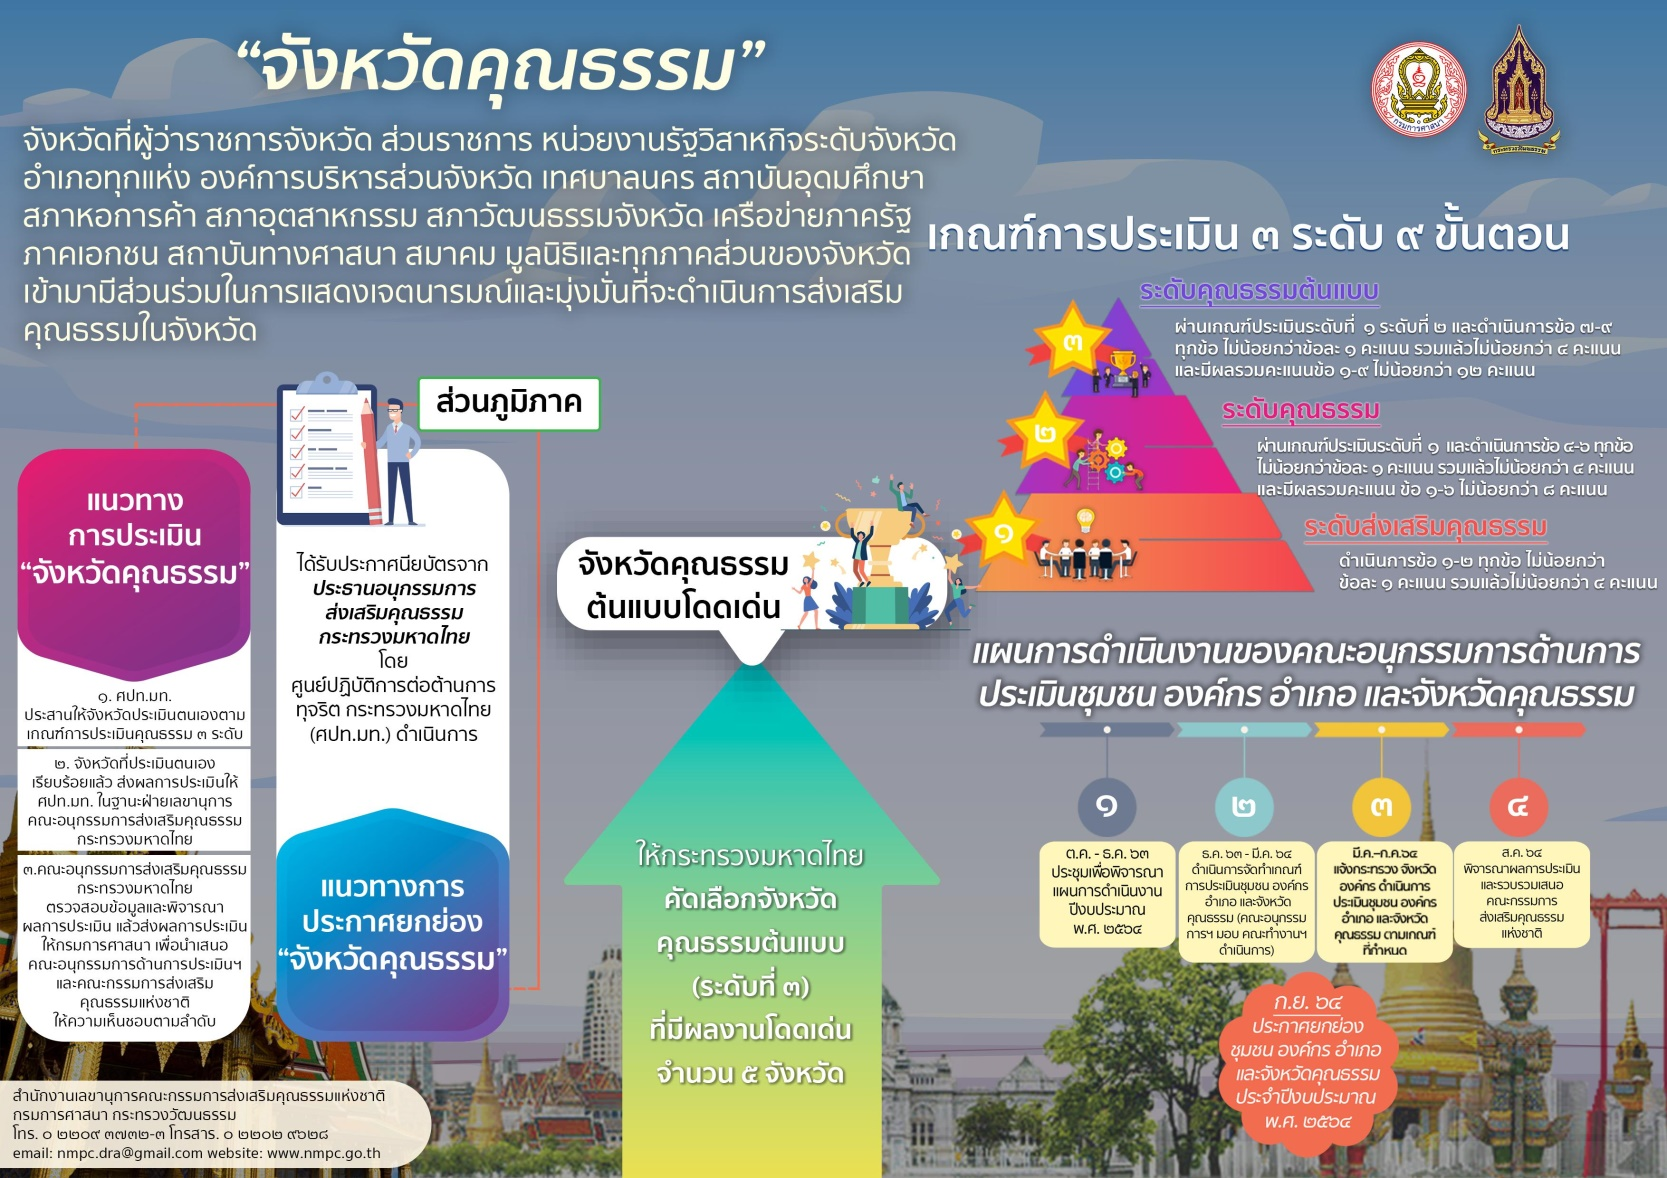 “จังหวัดคุณธรรม”
จังหวัดที่ผู้ว่าราชการจังหวัด ส่วนราชการ หน่วยงานรัฐวิสาหกิจระดับจังหวัด
อำเภอทุกแห่ง องค์การบริหารส่วนจังหวัด เทศบาลนคร สถาบันอุดมศึกษา
สภาหอการค้า สภาอุตสาหกรรม สภาวัฒนธรรมจังหวัด เครือข่ายภาครัฐ
ภาคเอกชน สถาบันทางศาสนา สมาคม มูลนิธิและทุกภาคส่วนของจังหวัด
เข้ามามีส่วนร่วมในการแสดงเจตนารมณ์และมุ่งมั่นที่จะดำเนินการส่งเสริม
คุณธรรมในจังหวัด
กรมการศาสนา
กระทรวงวัฒนธรรม
ส่วนภูมิภาค
แนวทาง
การประเมิน
“จังหวัดคุณธรรม”
๑. ศปท.มท.
ประสานให้จังหวัดประเมินตนเองตาม
เกณฑ์การประเมินคุณธรรม ๓ ระดับ
๒. จังหวัดที่ประเมินตนเอง
เรียบร้อยแล้ว ส่งผลการประเมินให้
ศปท.มท. ในฐานะฝ่ายเลขานุการ
คณะอนุกรรมการส่งเสริมคุณธรรม
กระทรวงมหาดไทย
๓.คณะอนุกรรมการส่งเสริมคุณธรรม
กระทรวงมหาดไทย
ตรวจสอบข้อมูลและพิจารณา
ผลการประเมิน แล้วส่งผลการประเมิน
ให้กรมการศาสนา เพื่อนำเสนอ
คณะอนุกรรมการด้านการประเมินฯ
และคณะกรรมการส่งเสริม
คุณธรรมแห่งชาติ
ให้ความเห็นชอบตามลำดับ
ได้รับประกาศนียบัตรจาก
ประธานอนุกรรมการ
ส่งเสริมคุณธรรม
กระทรวงมหาดไทย
โดย
ศูนย์ปฏิบัติการต่อต้านการ
ทุจริต กระทรวงมหาดไทย
(ศปท.มท.) ดำเนินการ
แนวทางการ
ประกาศยกย่อง
“จังหวัดคุณธรรม”
จังหวัดคุณธรรม
ต้นแบบโดดเด่น
ให้กระทรวงมหาดไทย
คัดเลือกจังหวัด
คุณธรรมต้นแบบ
(ระดับที่ ๓)
ที่มีผลงานโดดเด่น
จำนวน ๕ จังหวัด
เกณฑ์การประเมิน ๓ ระดับ ๙ ขั้นตอน
๓
ระดับคุณธรรมต้นแบบ
ผ่านเกณฑ์ประเมินระดับที่ ๑ ระดับที่ ๒ และดำเนินการข้อ ๗-๙
ทุกข้อ ไม่น้อยกว่าข้อละ ๑ คะแนน รวมแล้วไม่น้อยกว่า ๔ คะแนน
และมีผลรวมคะแนนข้อ ๑-๙ ไม่น้อยกว่า ๑๒ คะแนน
๒
ระดับคุณธรรม
ผ่านเกณฑ์ประเมินระดับที่ ๑ และดำเนินการข้อ ๔-๖ ทุกข้อ
ไม่น้อยกว่าข้อละ ๑ คะแนน รวมแล้วไม่น้อยกว่า ๔ คะแนน
และมีผลรวมคะแนน ข้อ ๑-๖ ไม่น้อยกว่า ๘ คะแนน
๑
ระดับส่งเสริมคุณธรรม
ดำเนินการข้อ ๑-๒ ทุกข้อ ไม่น้อยกว่า
ข้อละ ๑ คะแนน รวมแล้วไม่น้อยกว่า ๔ คะแนน
แผนการดำเนินงานของคณะอนุกรรมการด้านการ
ประเมินชุมชน องค์กร อำเภอ และจังหวัดคุณธรรม
๑
ต.ค. - ธ.ค. ๖๓
ประชุมเพื่อพิจารณา
แผนการดำเนินงาน
ปีงบประมาณ
พ.ศ. ๒๕๖๔
๒
ธ.ค. ๖๓ - มี.ค. ๖๔
ดำเนินการจัดทำเกณฑ์
การประเมินชุมชน องค์กร
อำเภอ และจังหวัด
คุณธรรม (คณะอนุกรรม
การฯ มอบ คณะทำงานฯ
ดำเนินการ)
๓
มี.ค.-ก.ค.๖๔
แจ้งกระทรวง จังหวัด
องค์กร ดำเนินการ
ประเมินชุมชน องค์กร
อำเภอ และจังหวัด
คุณธรรม ตามเกณฑ์
ที่กำหนด
๔
ส.ค. ๖๔
พิจารณาผลการประเมิน
และรวบรวมเสนอ
คณะกรรมการ
ส่งเสริมคุณธรรม
แห่งชาติ
ก.ย. ๖๔
ประกาศยกย่อง
ชุมชน องค์กร อำเภอ
และจังหวัดคุณธรรม
ประจำปีงบประมาณ
พ.ศ. ๒๕๖๔
สำนักงานเลขานุการคณะกรรมการส่งเสริมคุณธรรมแห่งชาติ
กรมการศาสนา กระทรวงวัฒนธรรม
โทร. ๐ ๒๒๐๙ ๓๗๓๒-๓ โทรสาร. ๐ ๒๒๐๒ ๙๖๒๘
email: nmpc.dra@gmail.com website: www.nmpc.go.th